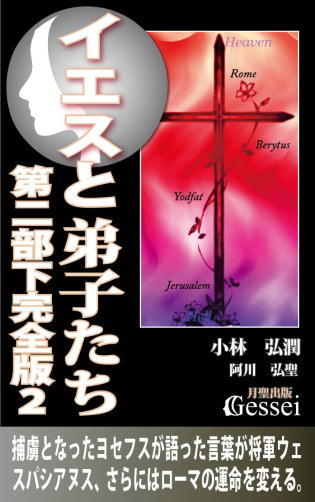 イエスと弟子たち
第二部下完全版2
Heaven
Rome
Berytus
Yodfat
Jerusalem
Hell
小林 弘潤
阿川 弘聖
月聖出版
Gessei
捕虜となったヨセフスが語った言葉が将軍ウェ
スパシアヌス、さらにはローマの運命を変える。